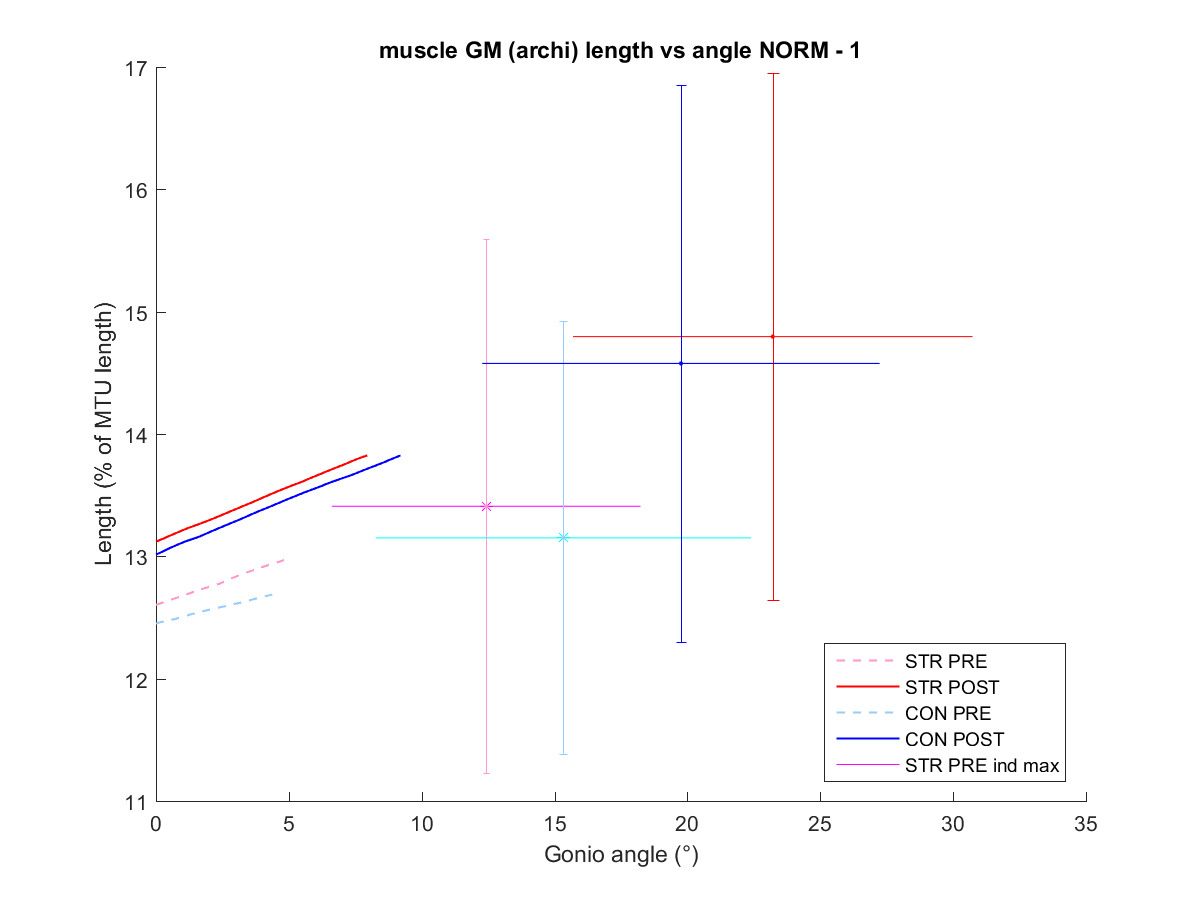 muscle GM (archi) length vs angle NORM - 1
17
16
15
14
13
12
11
Length (% of MTU length)
0 5 10 15 20 25 30 35
Gonio angle (°)
STR PRE
STR POST
CON PRE
CON POST
STR PRE ind max